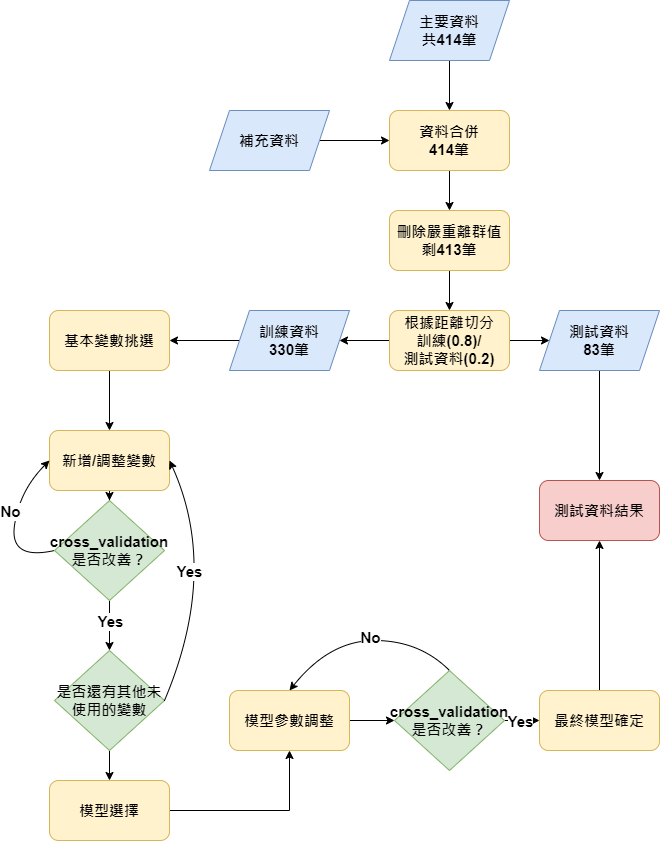 主要資料
共414筆
補充資料
資料合併
414筆
刪除嚴重離群值
剩413筆
基本變數挑選
訓練資料
330筆
根據距離切分
訓練(0.8)/
測試資料(0.2)
測試資料
83筆
新增/調整變數
No
cross_validation
是否改善？
Yes
Yes
測試資料結果
是否還有其他未
使用的變數
No
模型參數調整
cross_validation
是否改善？
Yes
最終模型確定
模型選擇